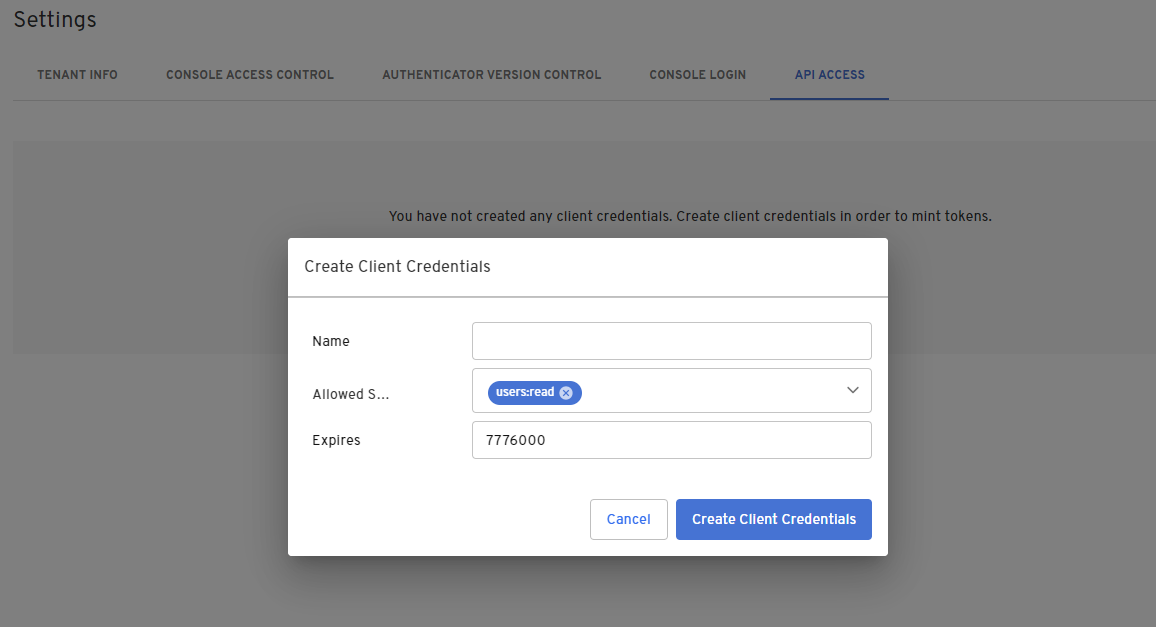 Settings
TENANT INFO CONSOLE ACCESS CONTROL AUTHENTICATOR VERSION CONTROL CONSOLE LOGIN API ACCESS
You have not created any client credentials. Create client credentials in order to mint tokens.
Create Client Credentials
Name
Allowed S... users:read
Expires 7776000
Cancel Create Client Credentials